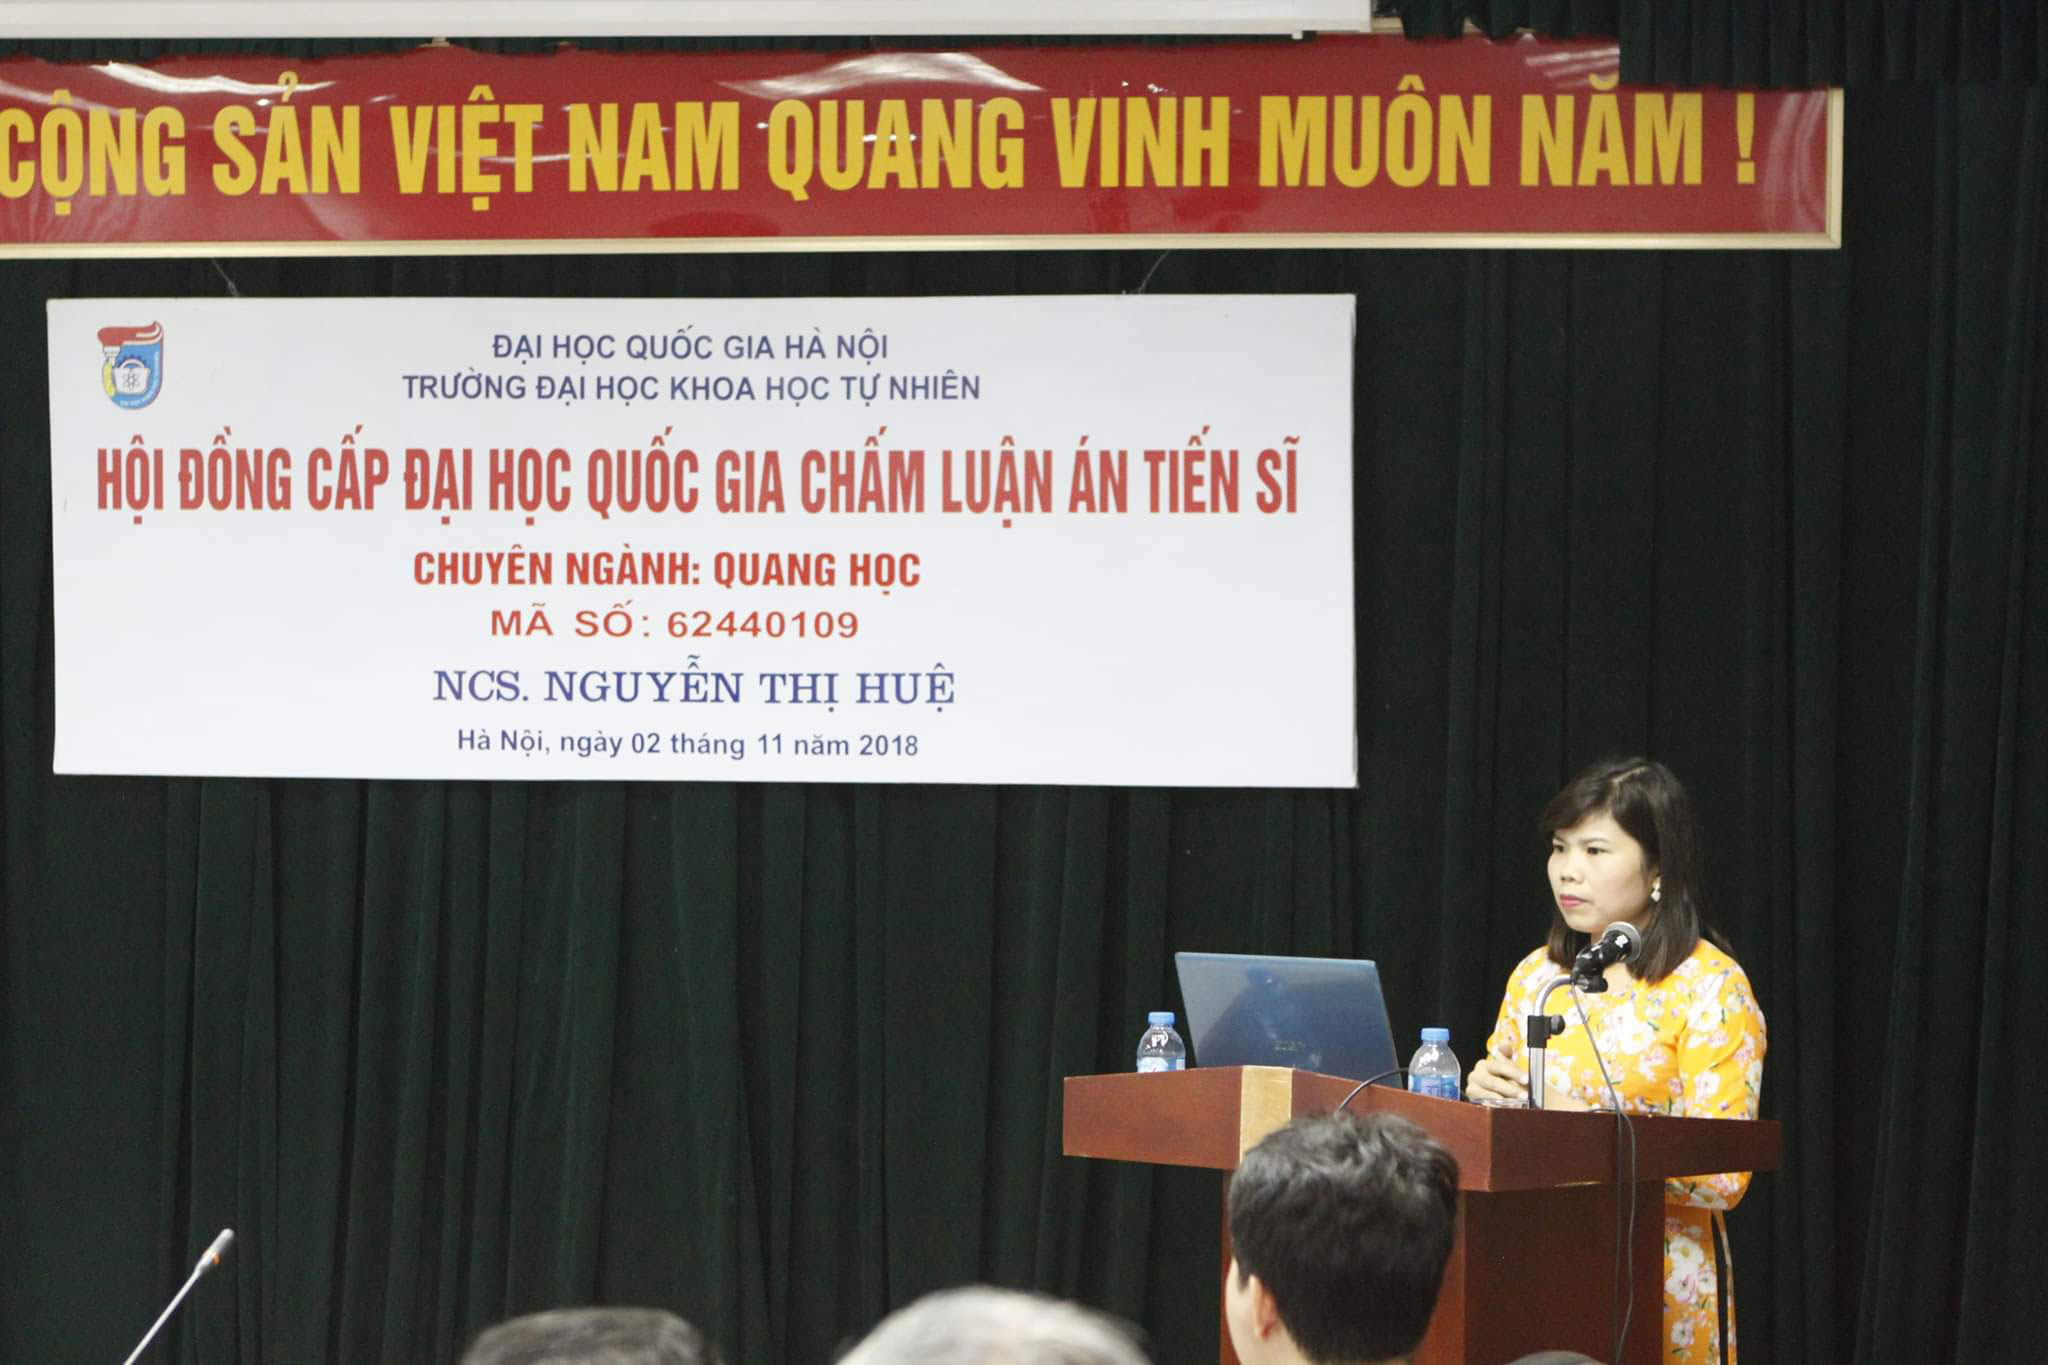 CỘNG SẢN VIỆT NAM QUANG VINH MUÔN NĂM !
ĐẠI HỌC QUỐC GIA HÀ NỘI
TRƯỜNG ĐẠI HỌC KHOA HỌC TỰ NHIÊN
HỘI ĐỒNG CẤP ĐẠI HỌC QUỐC GIA CHẤM LUẬN ÁN TIẾN SĨ
CHUYÊN NGÀNH: QUANG HỌC
MÃ SỐ: 62440109
NCS. NGUYỄN THỊ HUỆ
Hà Nội, ngày 02 tháng 11 năm 2018